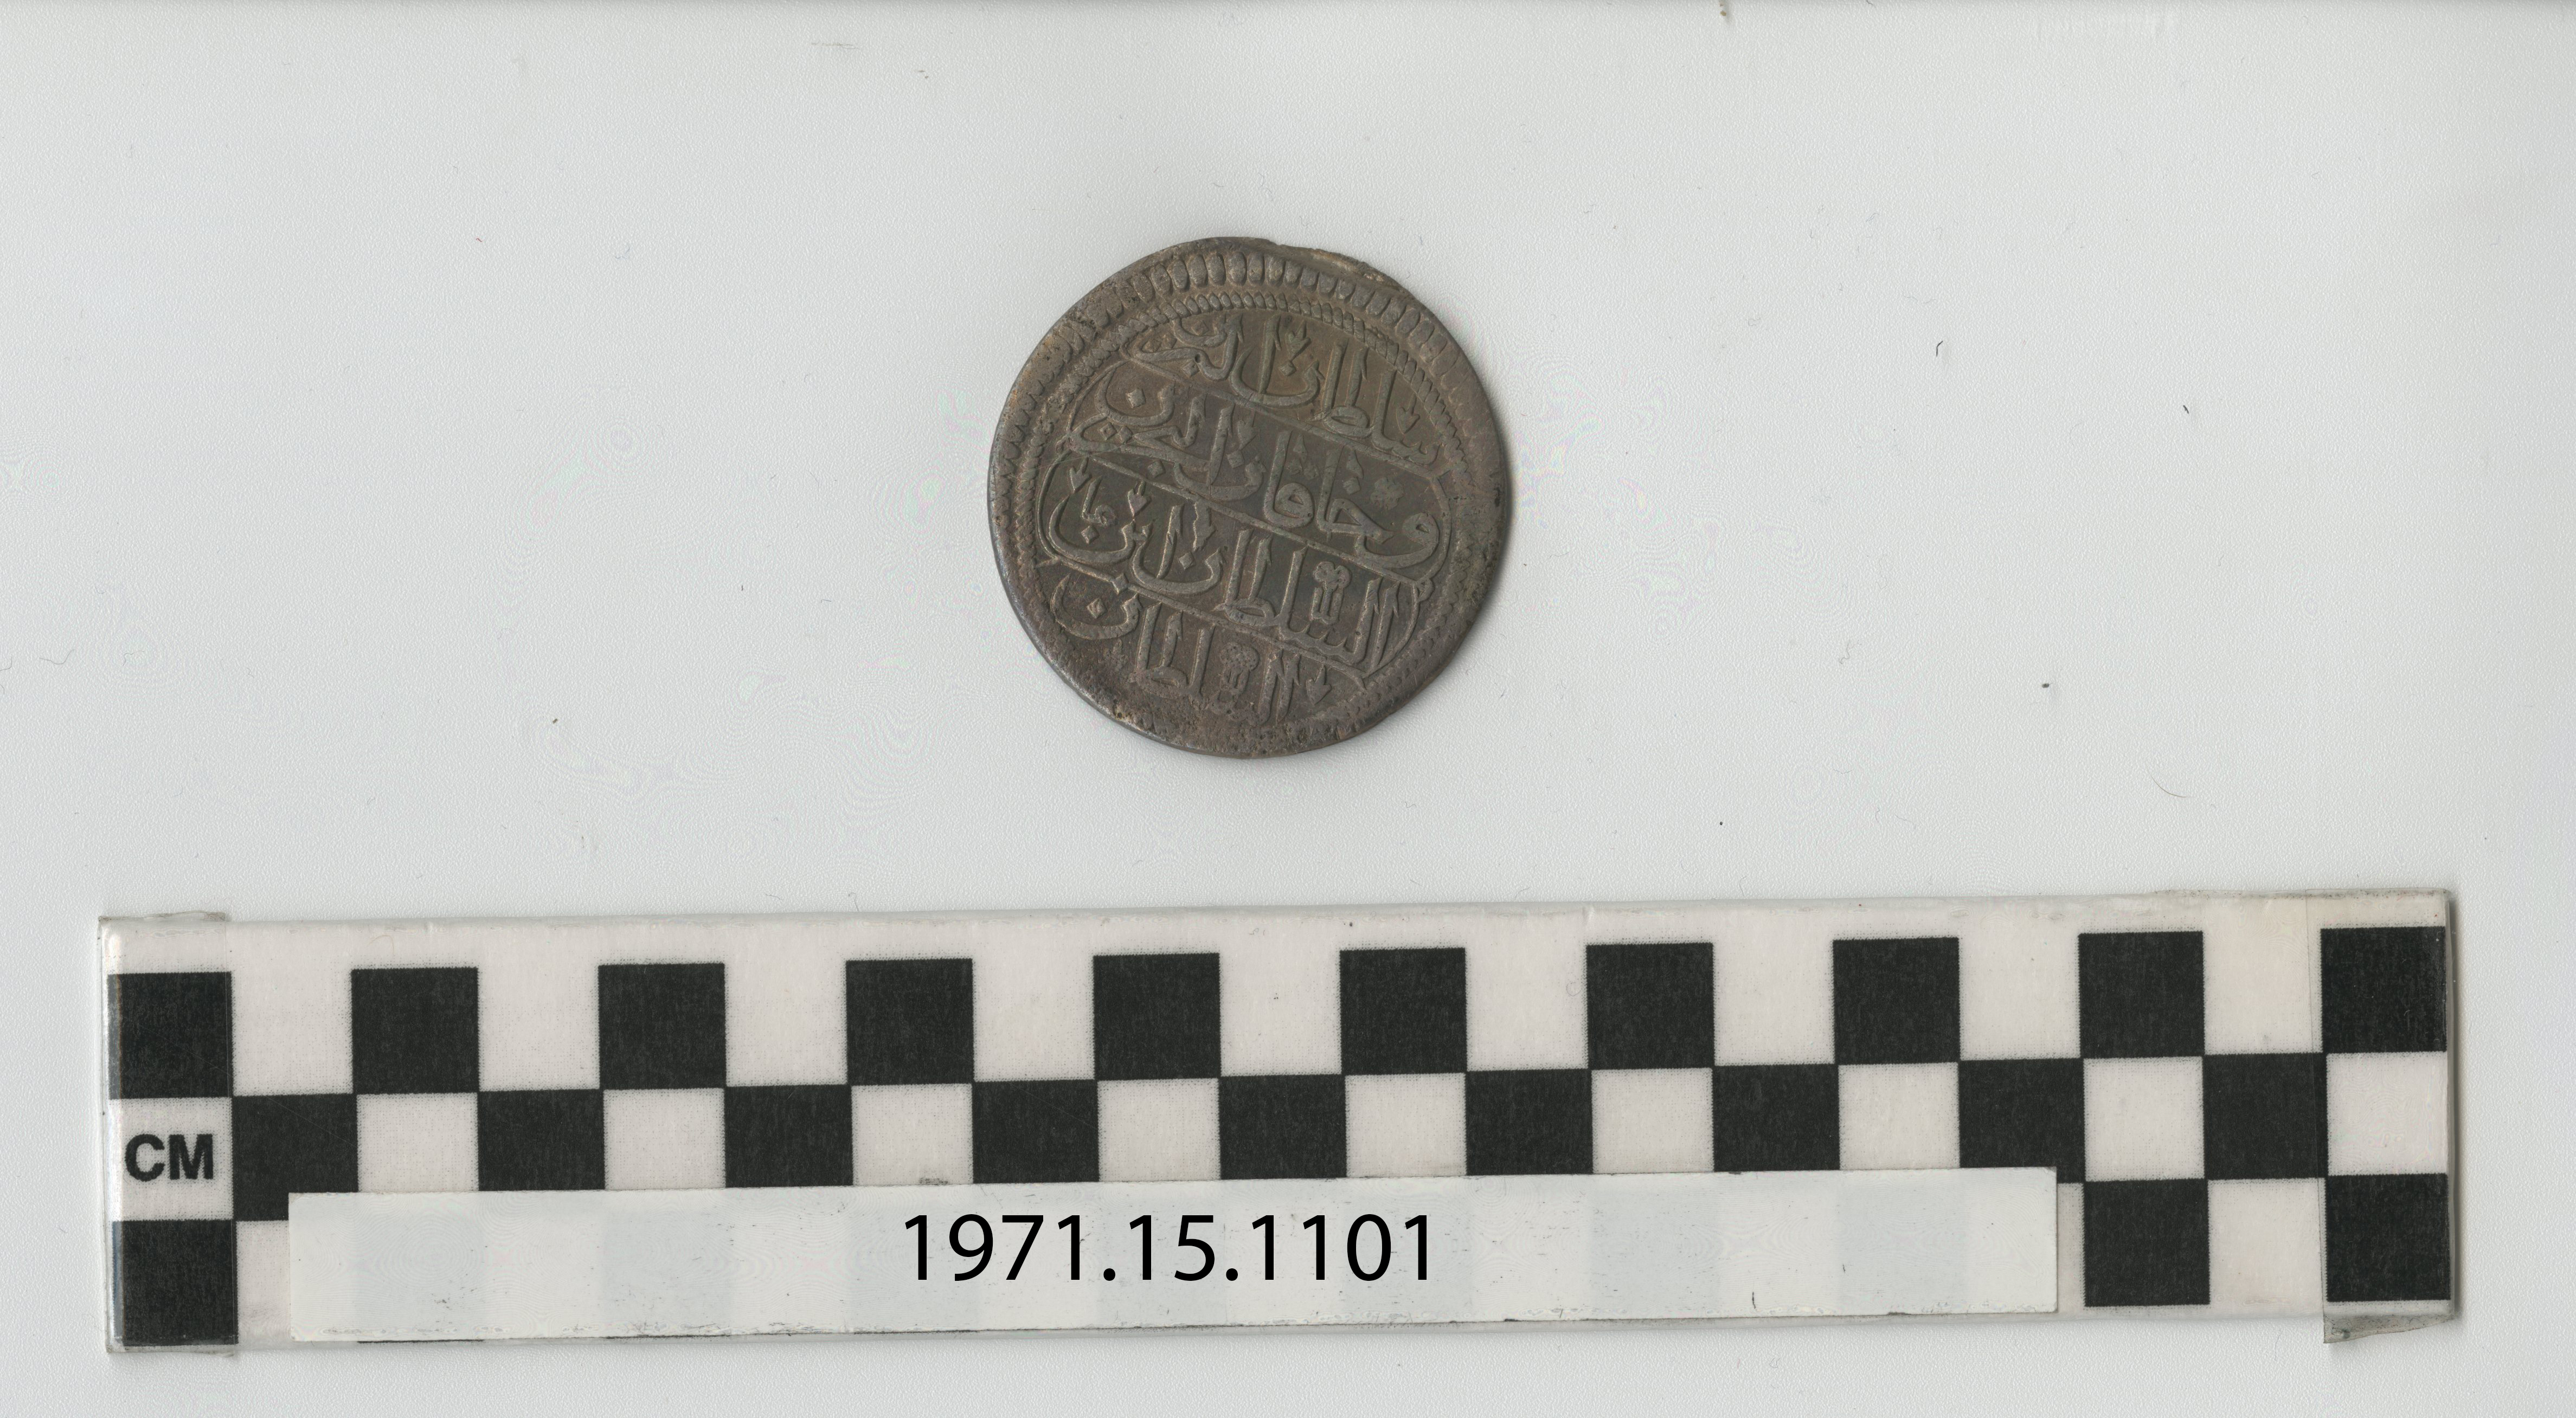 سلطان البرين
وخاقان البحرين
السلطان ابن
السلطان
CM
1971.15.1101